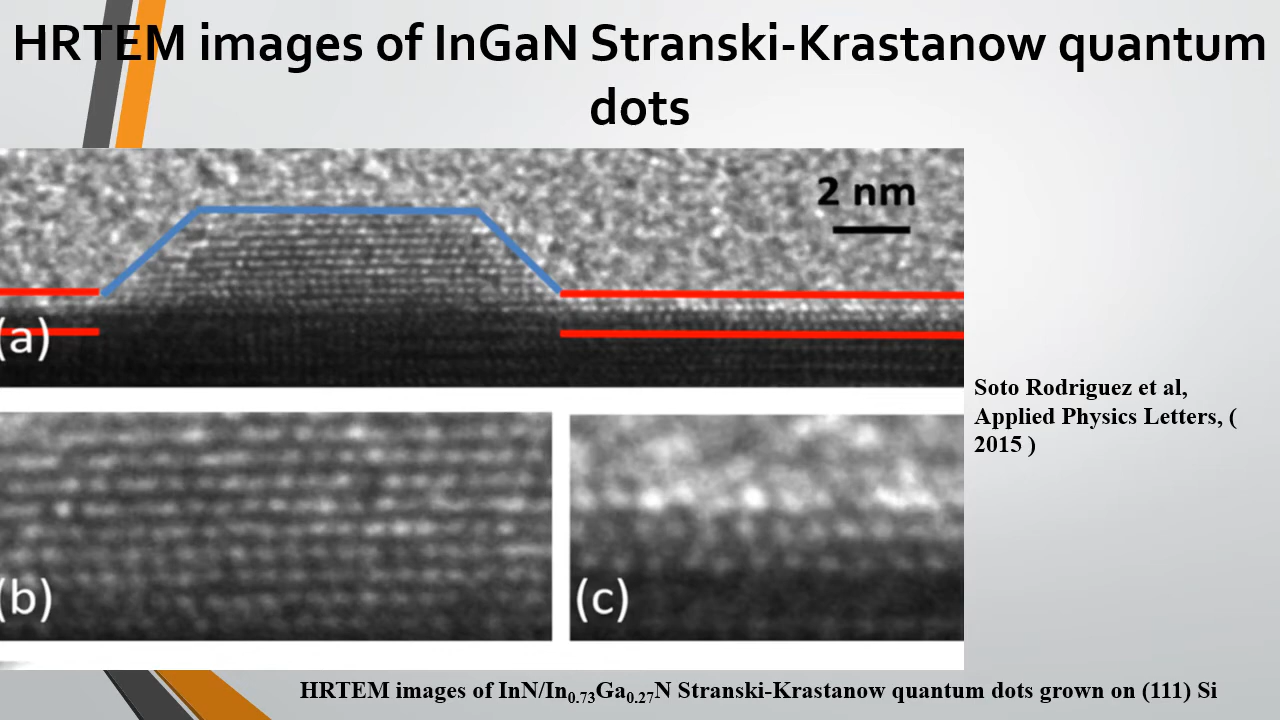 HRTEM images of InGaN Stranski-Krastanow quantum
dots
2 nm
(a)
Soto Rodriguez et al,
Applied Physics Letters, (
2015 )
(b)
(c)
HRTEM images of InN/In₀.₇₃Ga₀.₂₇N Stranski-Krastanow quantum dots grown on (111) Si